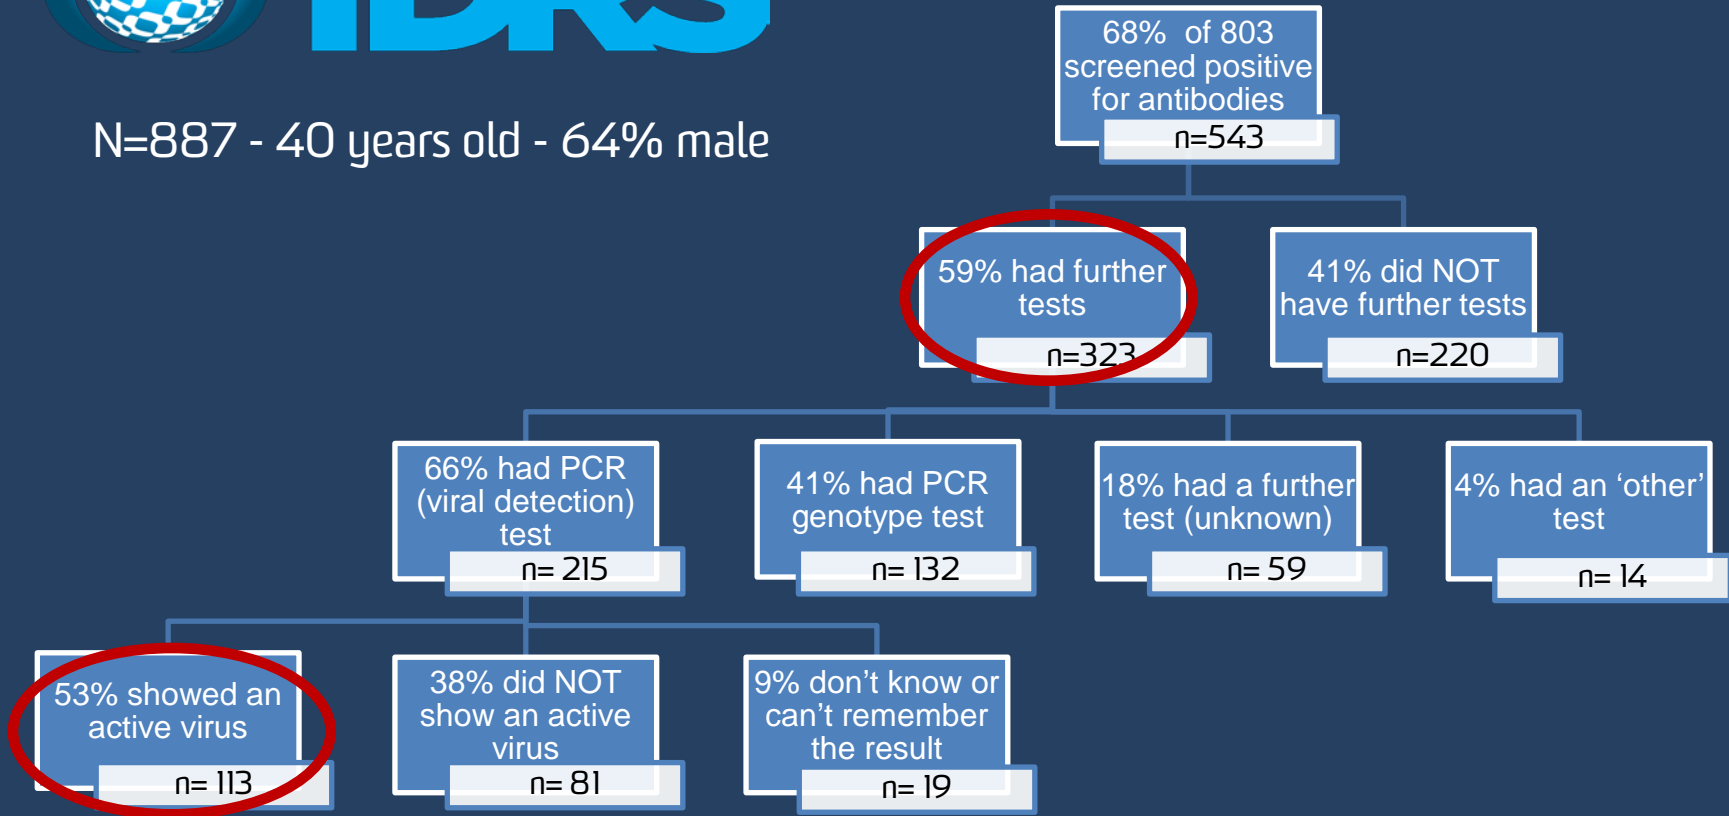 IDRS
N=887 - 40 years old - 64% male
68% of 803
screened positive
for antibodies
n=543
59% had further
tests
n=323
41% did NOT
have further tests
n=220
66% had PCR
(viral detection)
test
n= 215
41% had PCR
genotype test
n= 132
18% had a further
test (unknown)
n= 59
4% had an ‘other’
test
n= 14
53% showed an
active virus
n= 113
38% did NOT
show an active
virus
n= 81
9% don’t know or
can’t remember
the result
n= 19